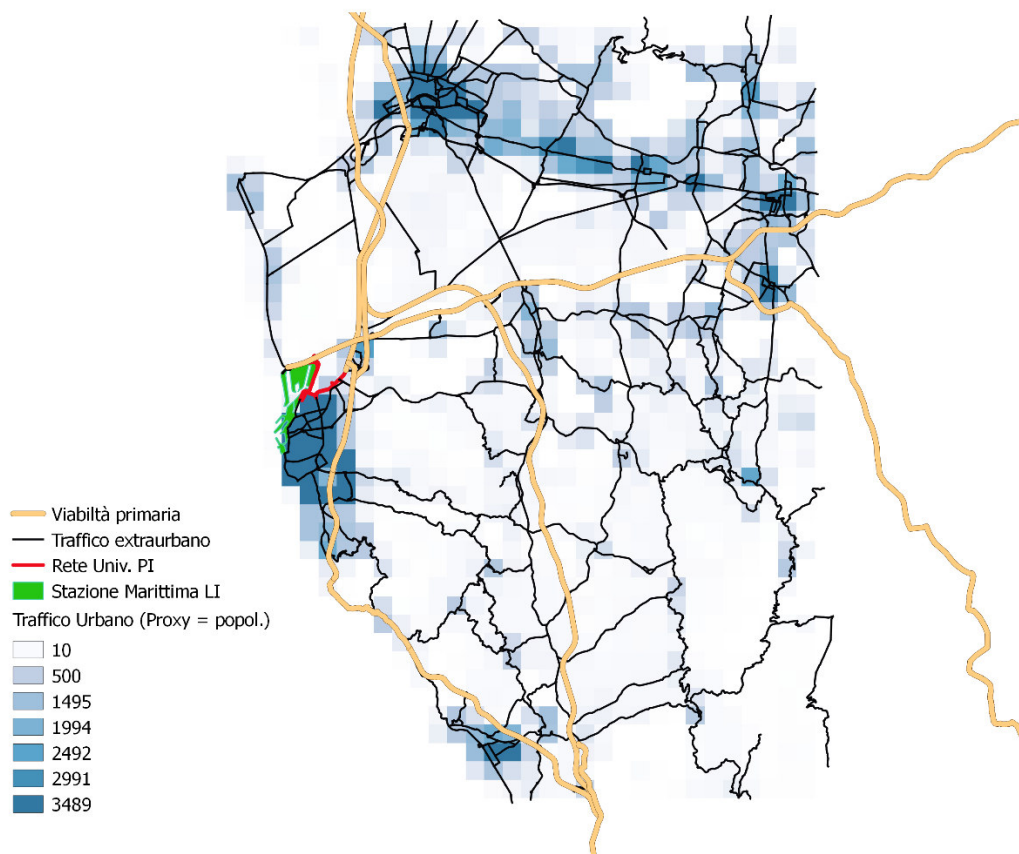 Viabiltà primaria
Traffico extraurbano
Rete Univ. PI
Stazione Marittima LI
Traffico Urbano (Proxy = popol.)
10
500
1495
1994
2492
2991
3489